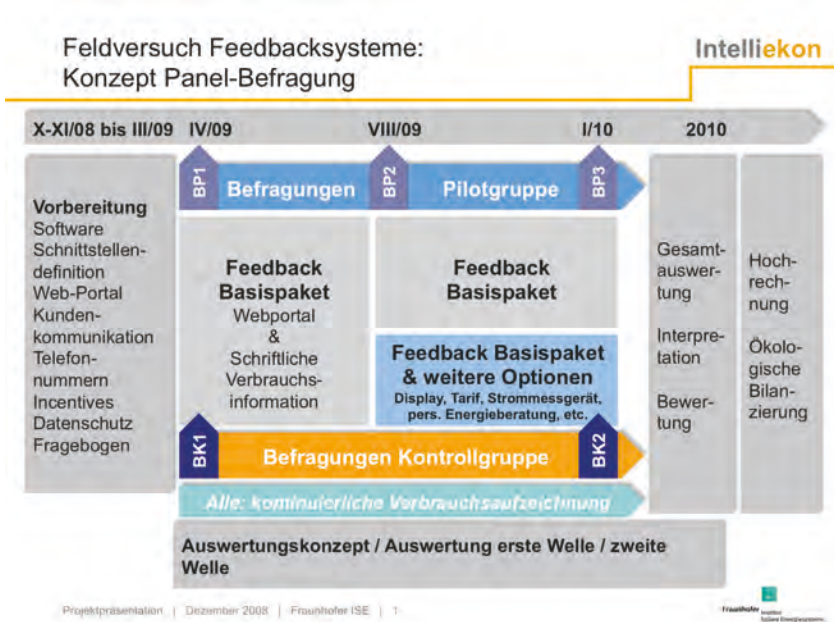 Feldversuch Feedbacksysteme:
Konzept Panel-Befragung
Intelliekon
X-XI/08 bis III/09 IV/09 VIII/09 I/10 2010
Vorbereitung
Software
Schnittstellen-
definition
Web-Portal
Kunden-
kommunikation
Telefon-
nummern
Incentives
Datenschutz
Fragebogen
BP1
Befragungen
BP2
Pilotgruppe
BP3
Feedback
Basispaket
Webportal
&
Schriftliche
Verbrauchs-
information
Feedback
Basispaket
Feedback Basispaket
& weitere Optionen
Display, Tarif, Strommessgerät,
pers. Energieberatung, etc.
BK1
Befragungen Kontrollgruppe
BK2
Alle: kominuierliche Verbrauchsaufzeichnung
Gesamt-
auswer-
tung
Interpre-
tation
Bewer-
tung
Hoch-
rech-
nung
Ökolo-
gische
Bilan-
zierung
Auswertungskonzept / Auswertung erste Welle / zweite
Welle
Projektpräsentation | Dezember 2008 | Fraunhofer ISE | 1
Fraunhofer Institut
Solare Energiesysteme